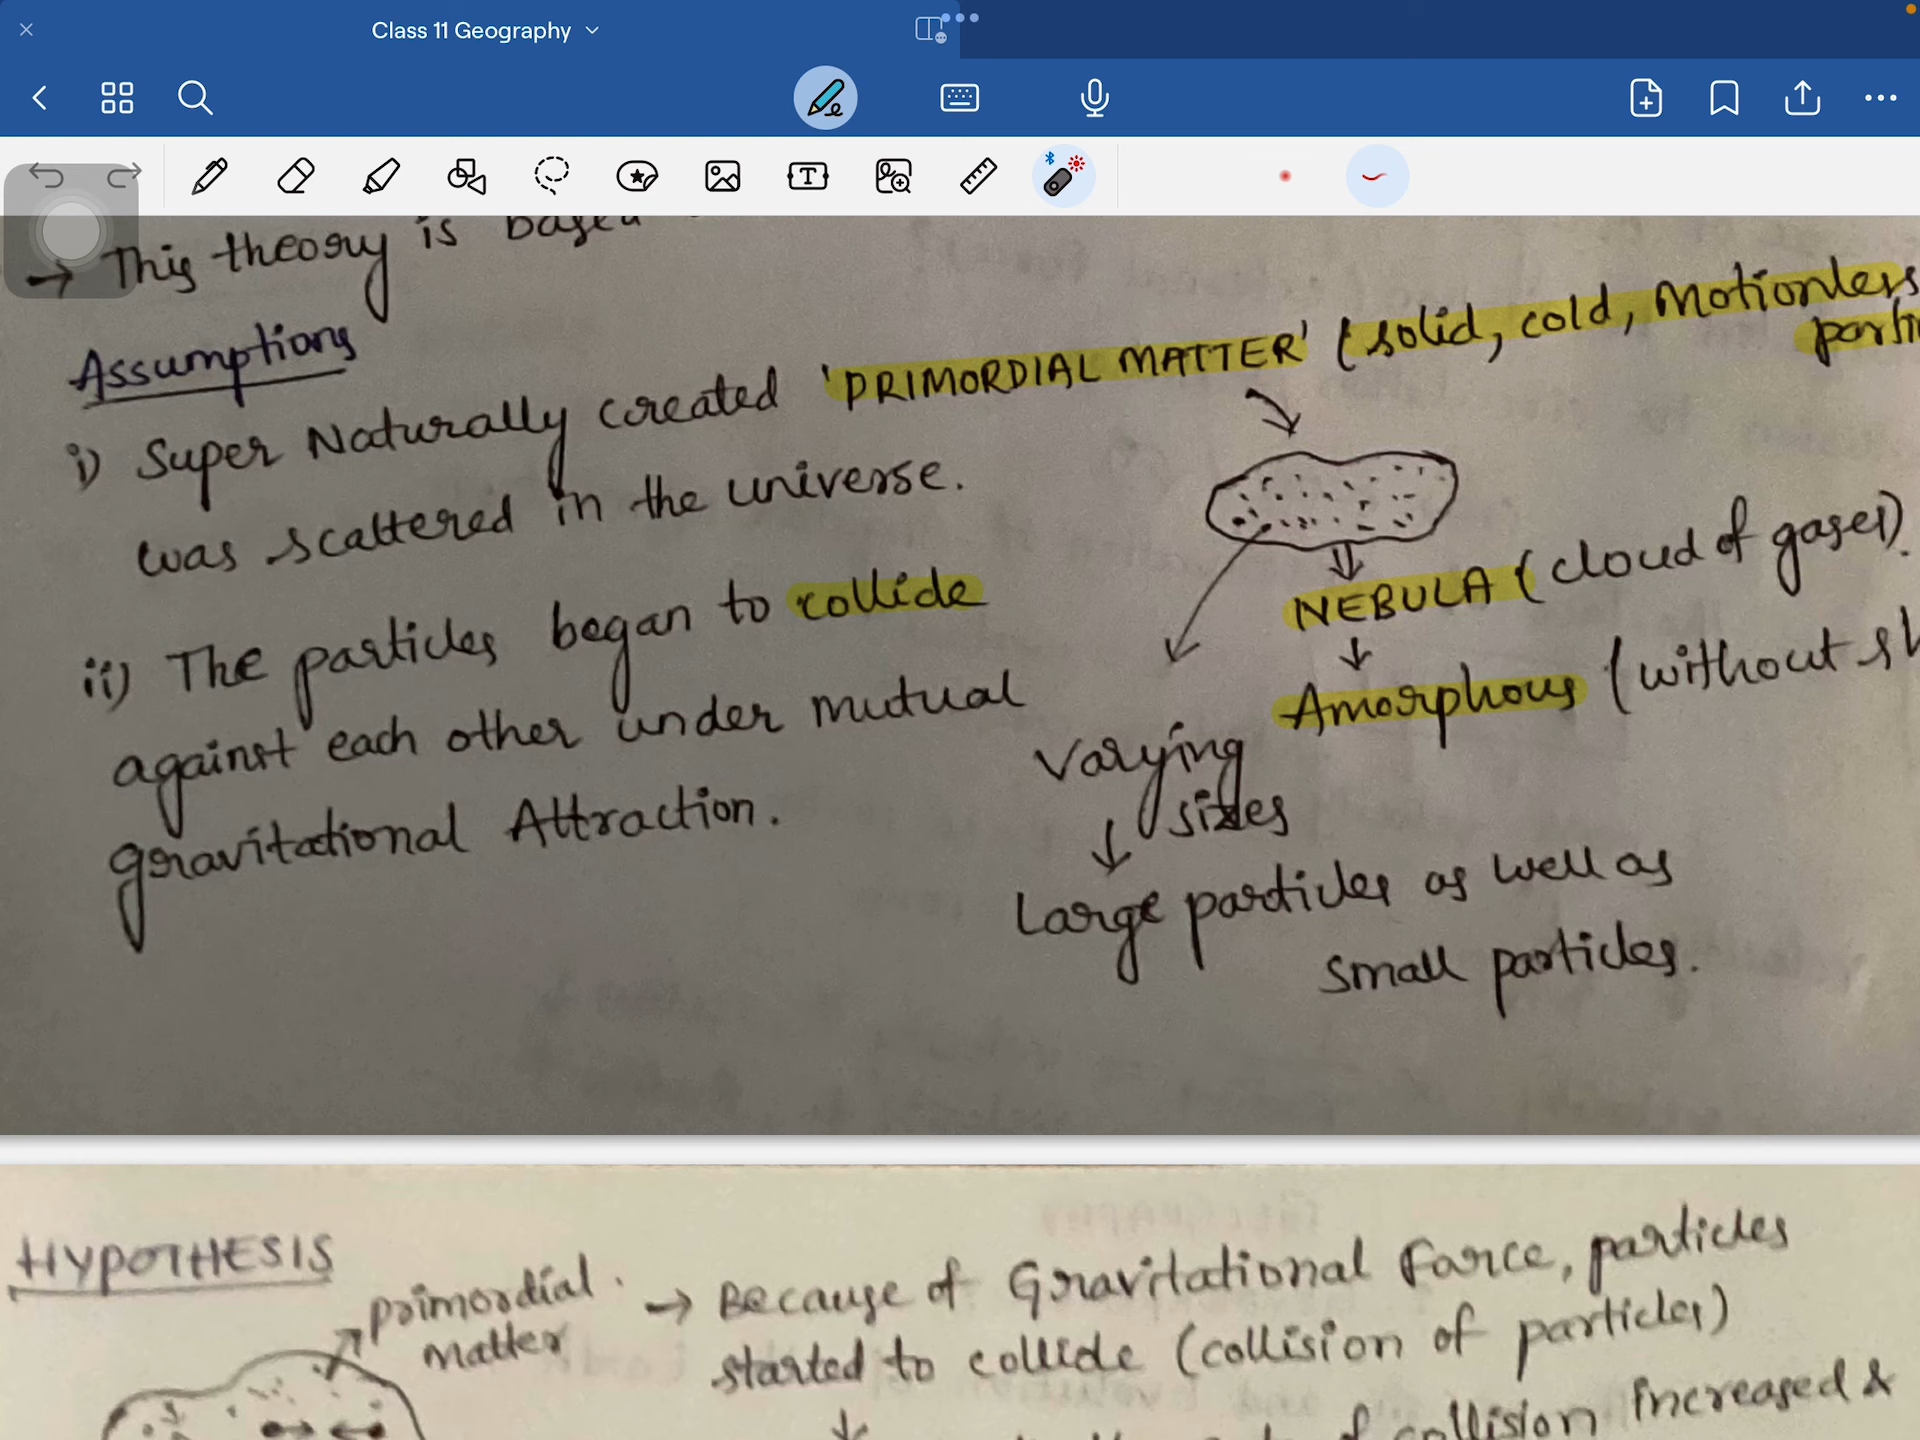 Class 11 Geography
→ This theory is based
Assumptions
i) Super Naturally created 'PRIMORDIAL MATTER' (solid, cold, Motionless
was scattered in the universe.
NEBULA (cloud of gases).
ii) The particles began to collide
against each other under mutual
gravitational Attraction.
Amorphous (without
Varying
sizes
↓
Large particles as well as
small particles.
HYPOTHESIS
primordial
matter
→ Because of Gravitational Force, particles
started to collide (collision of particles)
of collision increased &